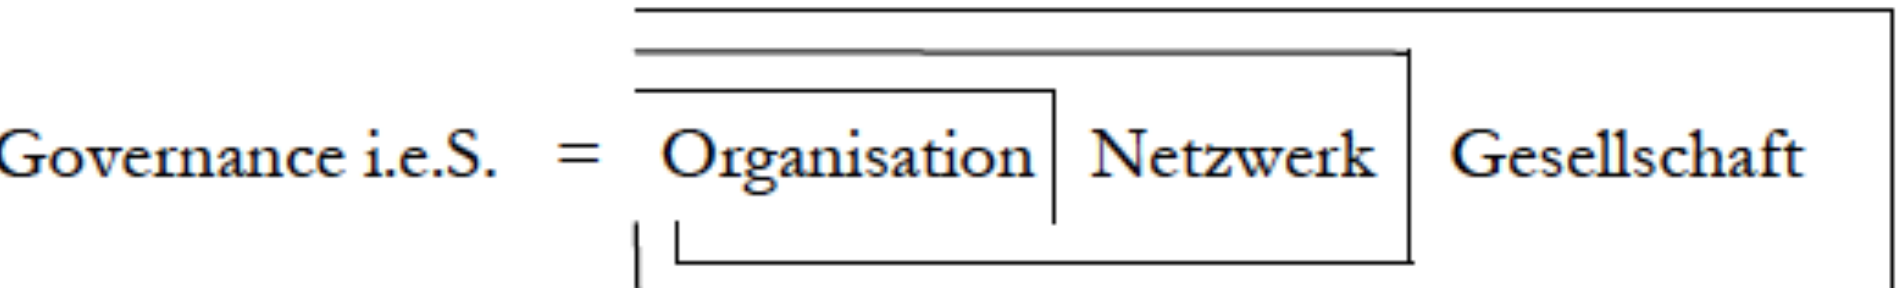 Governance i.e.S. = Organisation Netzwerk Gesellschaft